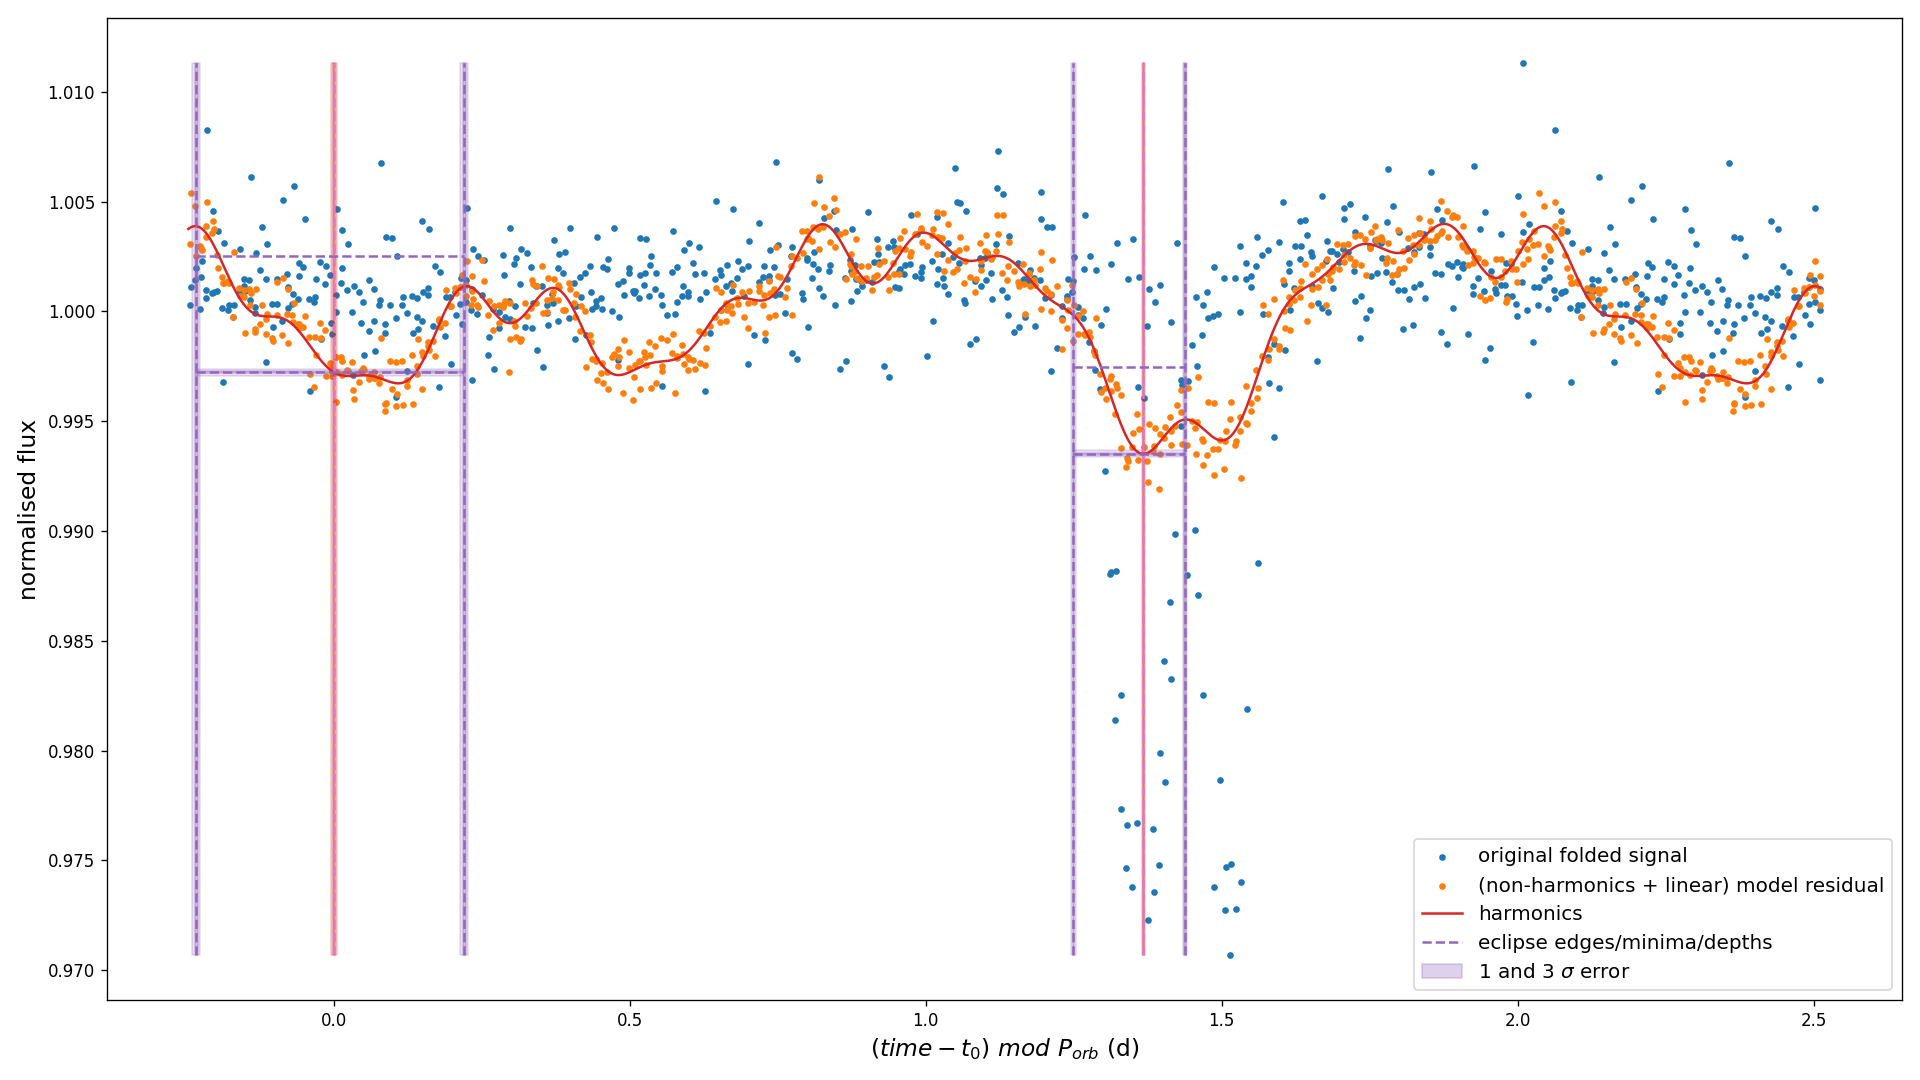 normalised flux
1.010
1.005
1.000
0.995
0.990
0.985
0.980
0.975
0.970
0.0 0.5 1.0 1.5 2.0 2.5
(time − t₀) mod Pₒᵣb (d)
original folded signal
(non-harmonics + linear) model residual
harmonics
eclipse edges/minima/depths
1 and 3 σ error